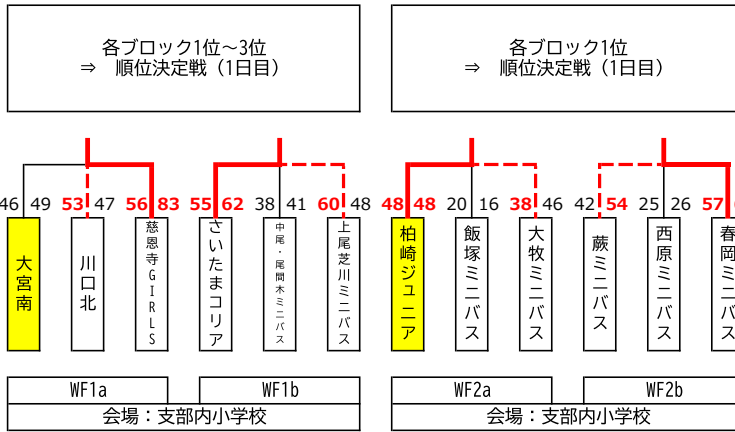 各ブロック1位～3位
⇒　順位決定戦（1日目）
各ブロック1位
⇒　順位決定戦（1日目）
46 49 53 47 56 83 55 62 38 41 60 48 48 48 20 16 38 46 42 54 25 26 57
大宮南
川口北
慈恩寺GIRLS
さいたまコリア
中尾・尾間木ミニバス
上尾芝川ミニバス
柏崎ジュニア
飯塚ミニバス
大牧ミニバス
蕨ミニバス
西原ミニバス
春岡ミニバ
WF1a WF1b WF2a WF2b
会場：支部内小学校
会場：支部内小学校